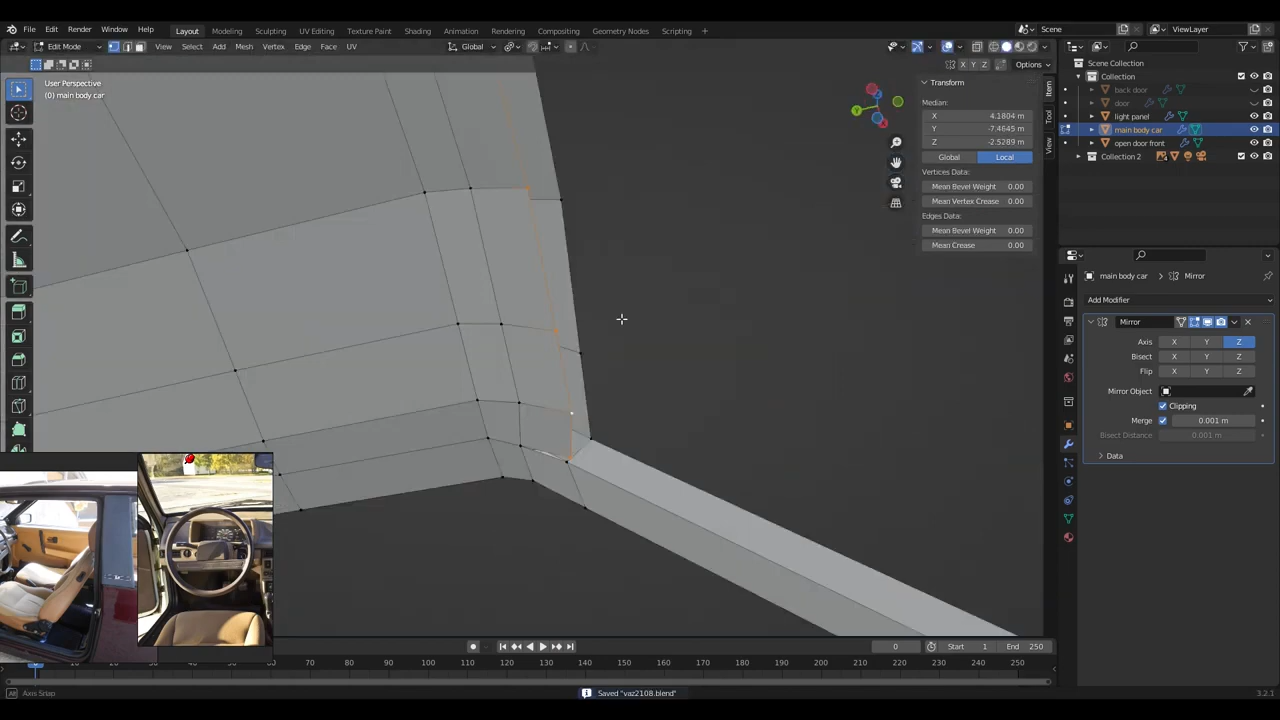 File Edit Render Window Help Layout Modeling Sculpting UV Editing Texture Paint Shading Animation Rendering Compositing Geometry Nodes Scripting + Scene ViewLayer
Edit Mode View Select Add Mesh Vertex Edge Face UV Global
X Y Z Options
User Perspective
(0) main body car
Transform
Median:
X 4.1804 m
Y -7.4645 m
Z -2.5289 m
Global Local
Vertices Data:
Mean Bevel Weight 0.00
Mean Vertex Crease 0.00
Edges Data:
Mean Bevel Weight 0.00
Mean Crease 0.00
Item
Tool
View
Scene Collection
Collection
back door
door
light panel
main body car
open door front
Collection 2
main body car > Mirror
Add Modifier
Mirror
Axis X Y Z
Bisect X Y Z
Flip X Y Z
Mirror Object
Clipping
Merge 0.001 m
Bisect Distance 0.001 m
Data
0 Start 1 End 250
70 80 90 100 110 120 130 140 150 160 170 180 190 200 210 220 230 240 250
Axis Snap Saved "vaz2108.blend" 3.2.1